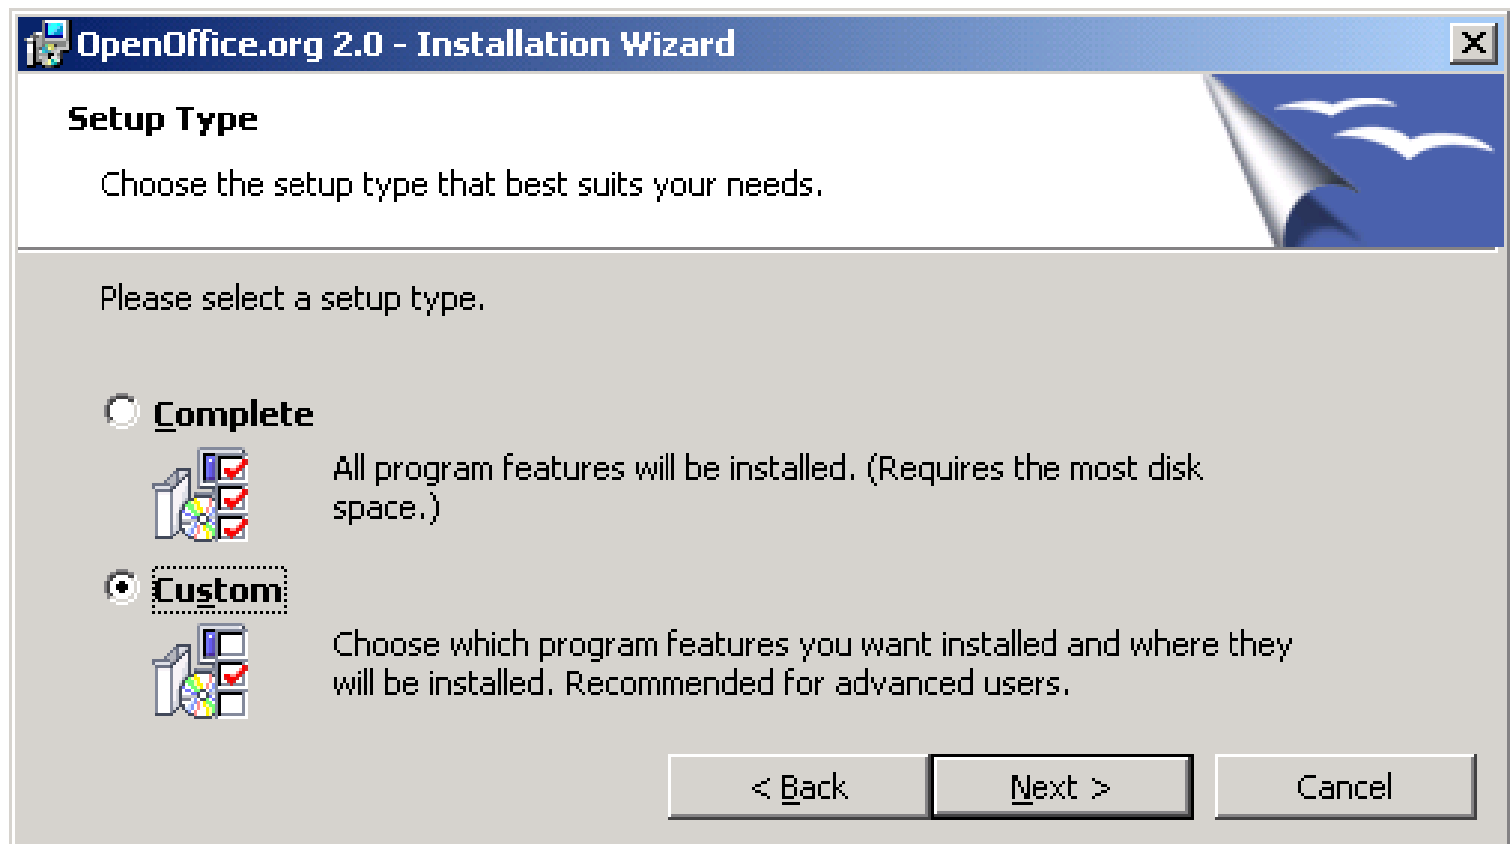 OpenOffice.org 2.0 - Installation Wizard
Setup Type
Choose the setup type that best suits your needs.
Please select a setup type.
Complete
All program features will be installed. (Requires the most disk
space.)
Custom
Choose which program features you want installed and where they
will be installed. Recommended for advanced users.
< Back Next > Cancel